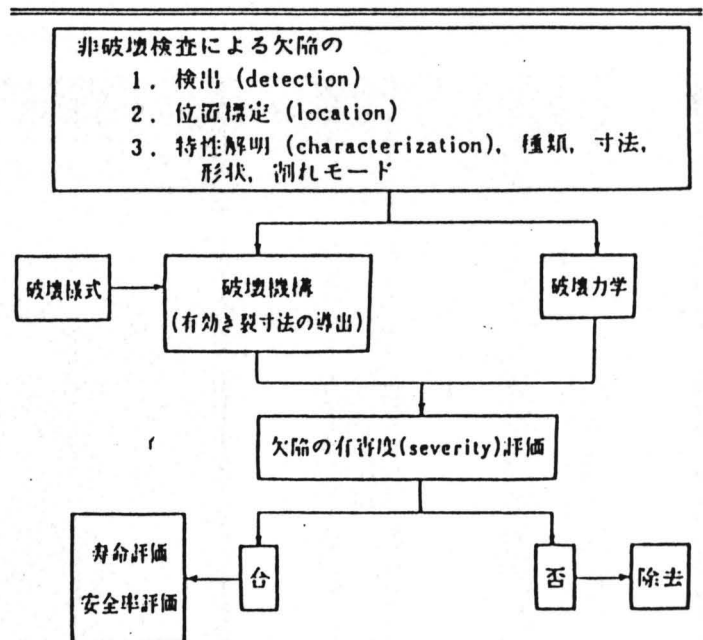 非破壊検査による欠陥の
1. 検出 (detection)
2. 位置標定 (location)
3. 特性解明 (characterization), 種類, 寸法,
形状, 割れモード
破壊様式
破壊機構
(有効き裂寸法の導出)
破壊力学
欠陥の有害度(severity)評価
寿命評価
安全率評価
合
否
除去